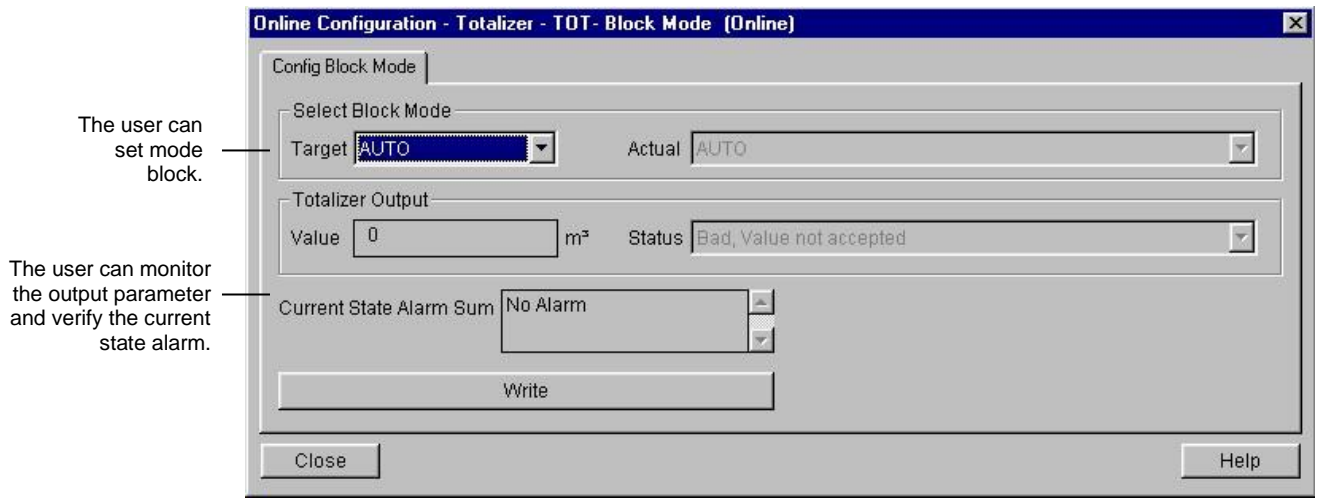 Online Configuration - Totalizer - TOT- Block Mode (Online)
Config Block Mode
Select Block Mode
The user can
set mode
block.
Target AUTO Actual AUTO
Totalizer Output
Value 0 m³ Status Bad, Value not accepted
The user can monitor
the output parameter
and verify the current
state alarm.
Current State Alarm Sum No Alarm
Write
Close Help